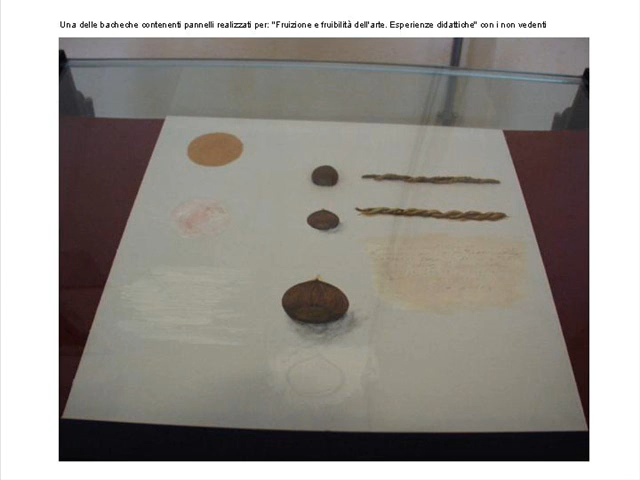 Una delle bacheche contenenti pannelli realizzati per: "Fruizione e fruibilità dell'arte. Esperienze didattiche" con i non vedenti